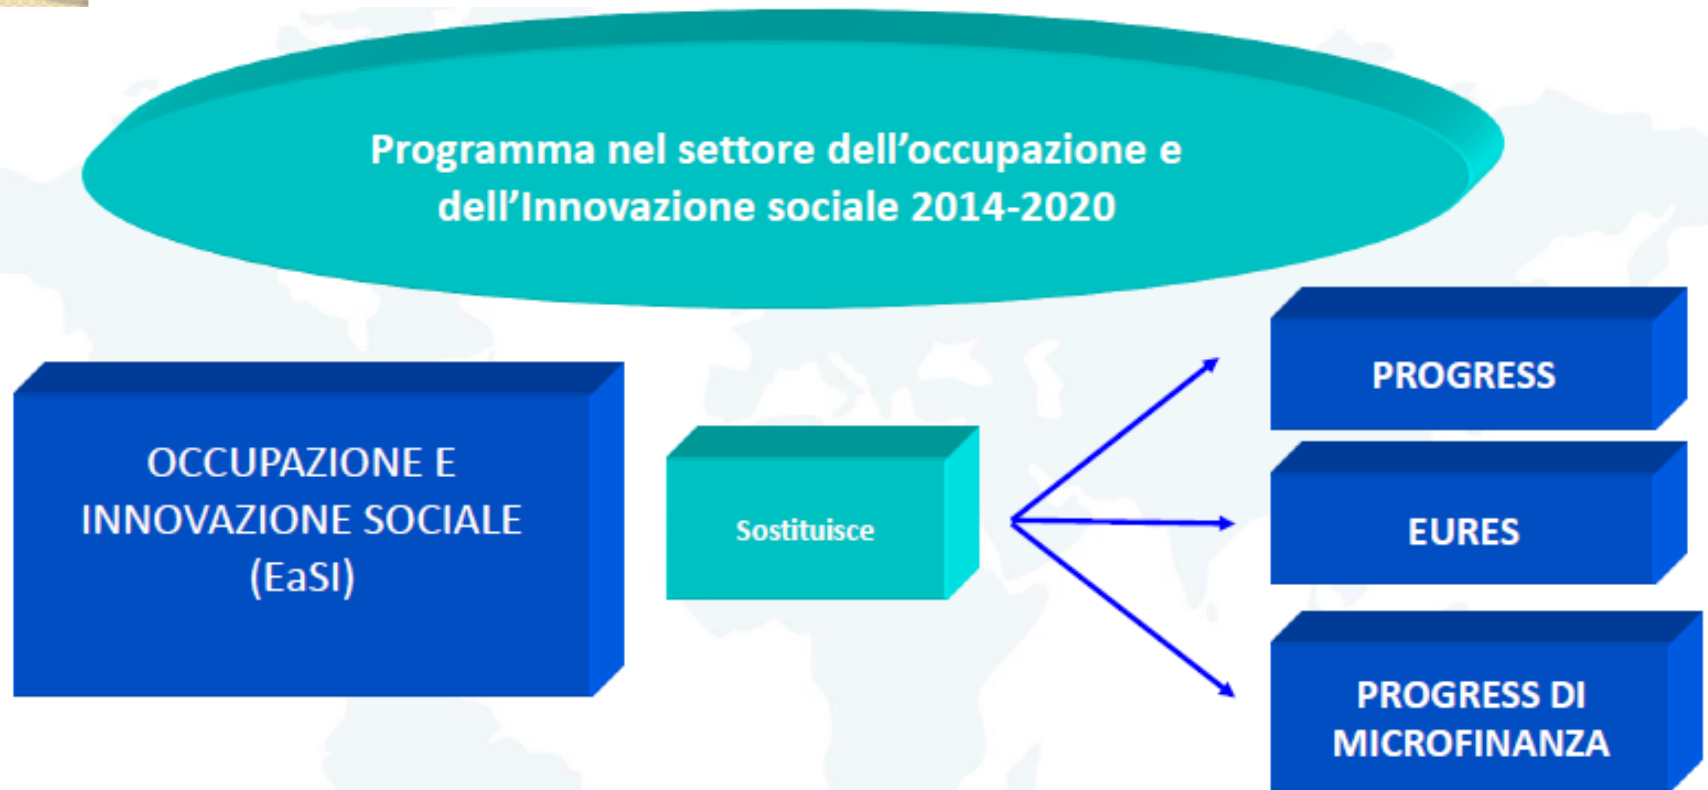 Programma nel settore dell’occupazione e
dell’Innovazione sociale 2014-2020
OCCUPAZIONE E
INNOVAZIONE SOCIALE
(EaSI)
Sostituisce
PROGRESS
EURES
PROGRESS DI
MICROFINANZA